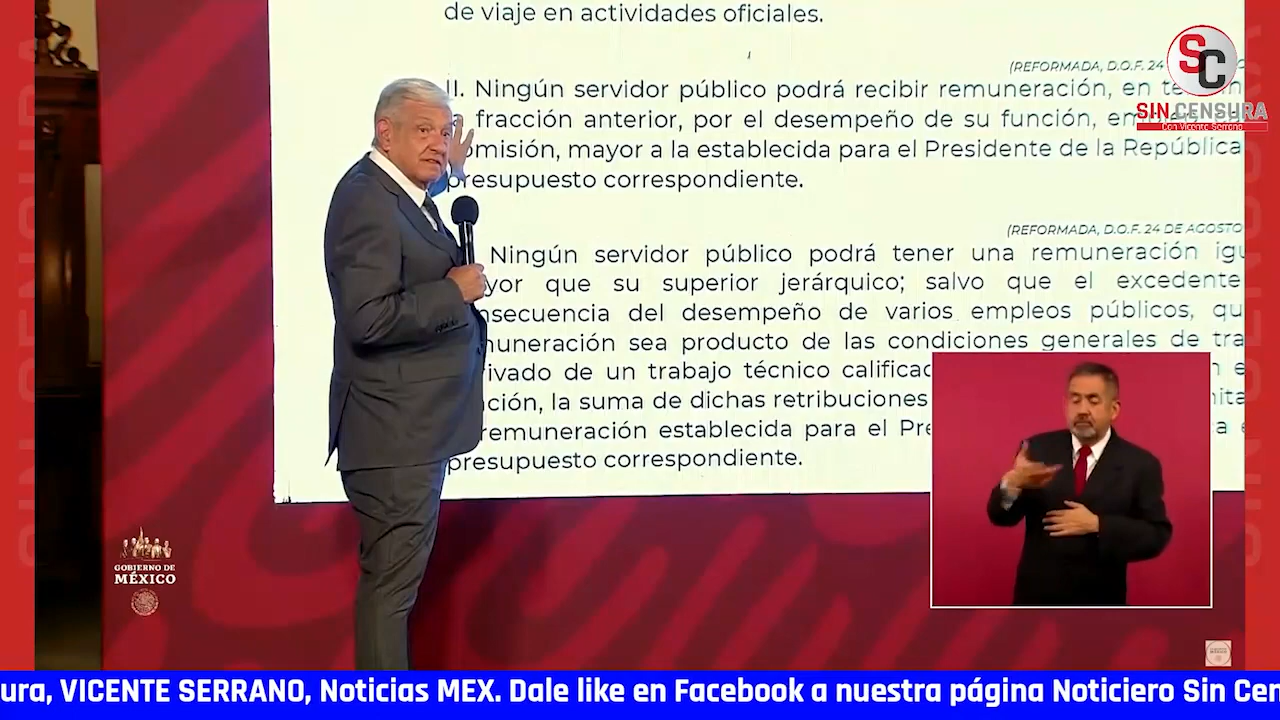 de viaje en actividades oficiales.
(REFORMADA, D.O.F. 24
II. Ningún servidor público podrá recibir remuneración, en
fracción anterior, por el desempeño de su función,
omisión, mayor a la establecida para el Presidente de la República
presupuesto correspondiente.
(REFORMADA, D.O.F. 24 DE AGOSTO
Ningún servidor público podrá tener una remuneración igu
yor que su superior jerárquico; salvo que el excedente
nsecuencia del desempeño de varios empleos públicos, qu
muneración sea producto de las condiciones generales de tra
rivado de un trabajo técnico calificad
ción, la suma de dichas retribuciones
remuneración establecida para el Pre
presupuesto correspondiente.
SC
SIN CENSURA
Con Vicente Serrano
GOBIERNO DE
MÉXICO
ura, VICENTE SERRANO, Noticias MEX. Dale like en Facebook a nuestra página Noticiero Sin Cen